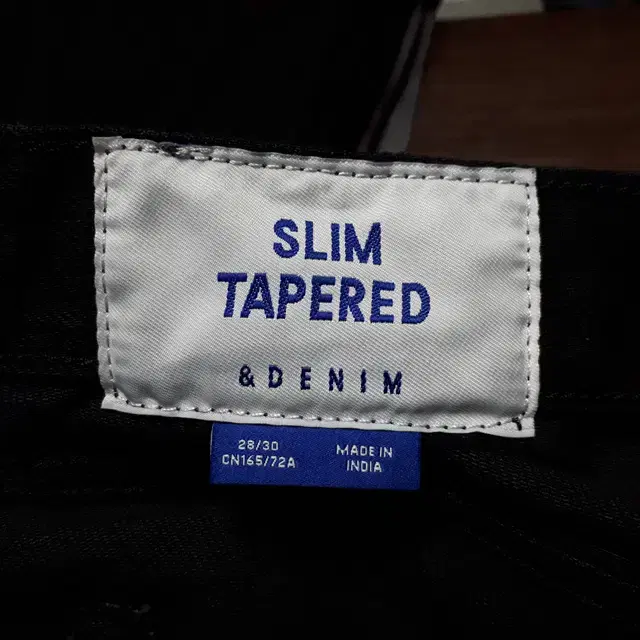 SLIM
TAPERED
& DENIM
28/30
CN165/72A
MADE IN
INDIA